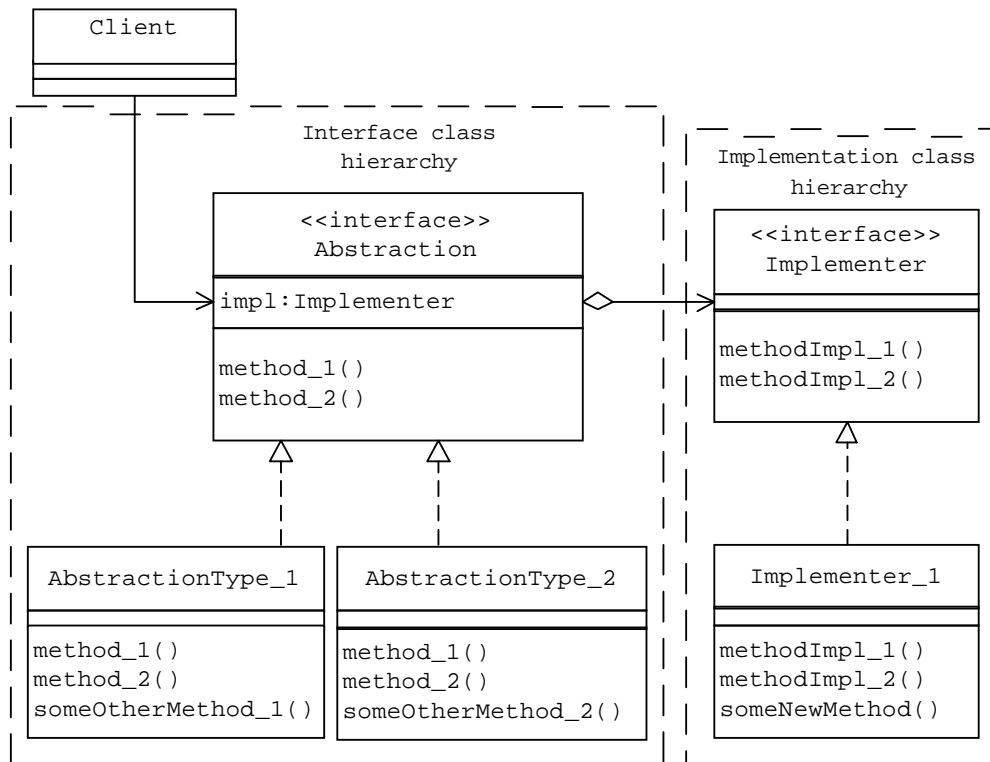 Client
Interface class
hierarchy
Implementation class
hierarchy
<<interface>>
Abstraction
impl:Implementer
method_1()
method_2()
<<interface>>
Implementer
methodImpl_1()
methodImpl_2()
AbstractionType_1
method_1()
method_2()
someOtherMethod_1()
AbstractionType_2
method_1()
method_2()
someOtherMethod_2()
Implementer_1
methodImpl_1()
methodImpl_2()
someNewMethod()